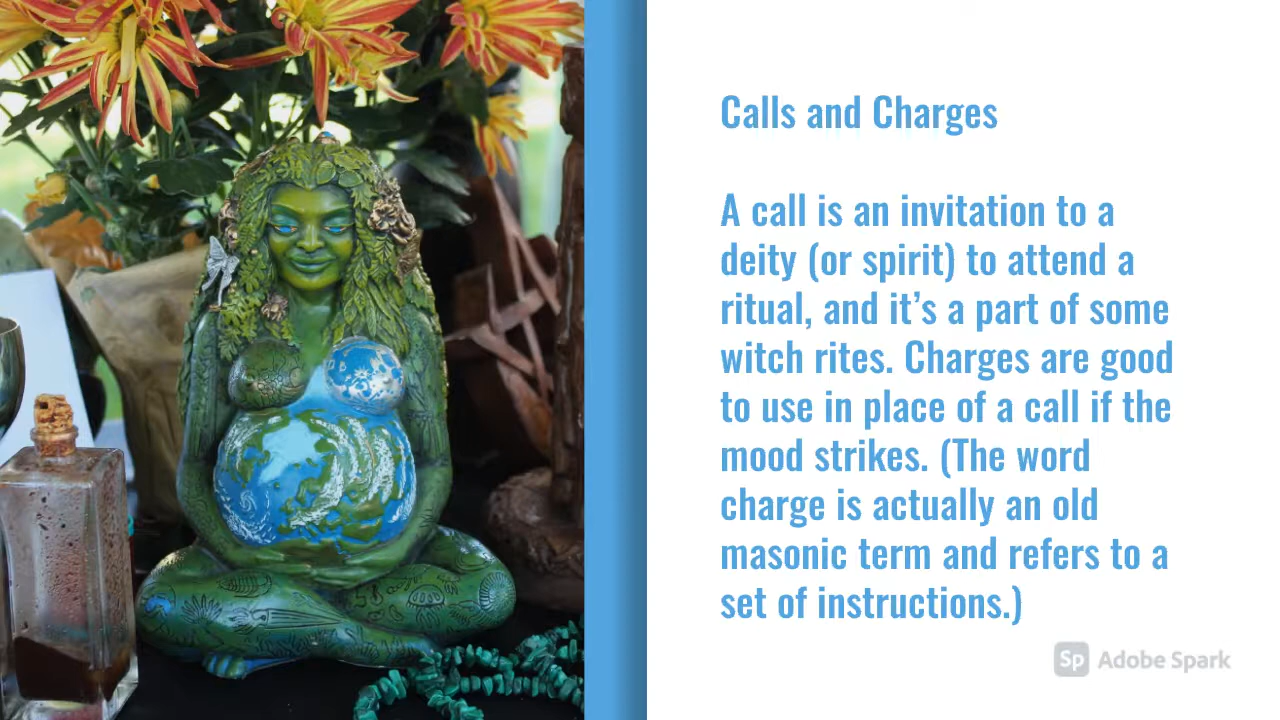 Calls and Charges
A call is an invitation to a
deity (or spirit) to attend a
ritual, and it’s a part of some
witch rites. Charges are good
to use in place of a call if the
mood strikes. (The word
charge is actually an old
masonic term and refers to a
set of instructions.)
Sp Adobe Spark